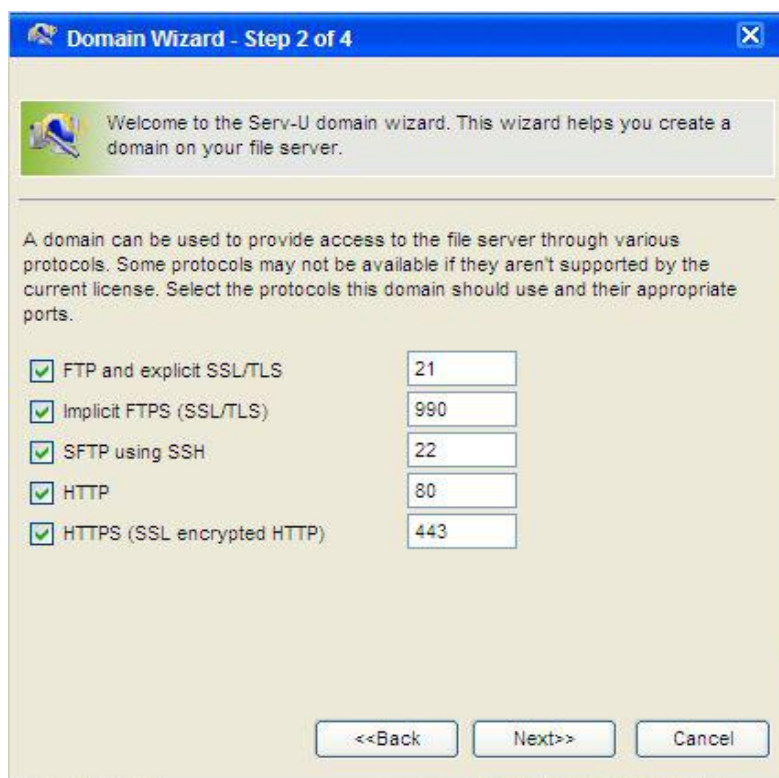 Domain Wizard - Step 2 of 4
Welcome to the Serv-U domain wizard. This wizard helps you create a
domain on your file server.
A domain can be used to provide access to the file server through various
protocols. Some protocols may not be available if they aren't supported by the
current license. Select the protocols this domain should use and their appropriate
ports.
FTP and explicit SSL/TLS 21
Implicit FTPS (SSL/TLS) 990
SFTP using SSH 22
HTTP 80
HTTPS (SSL encrypted HTTP) 443
<<Back Next>> Cancel